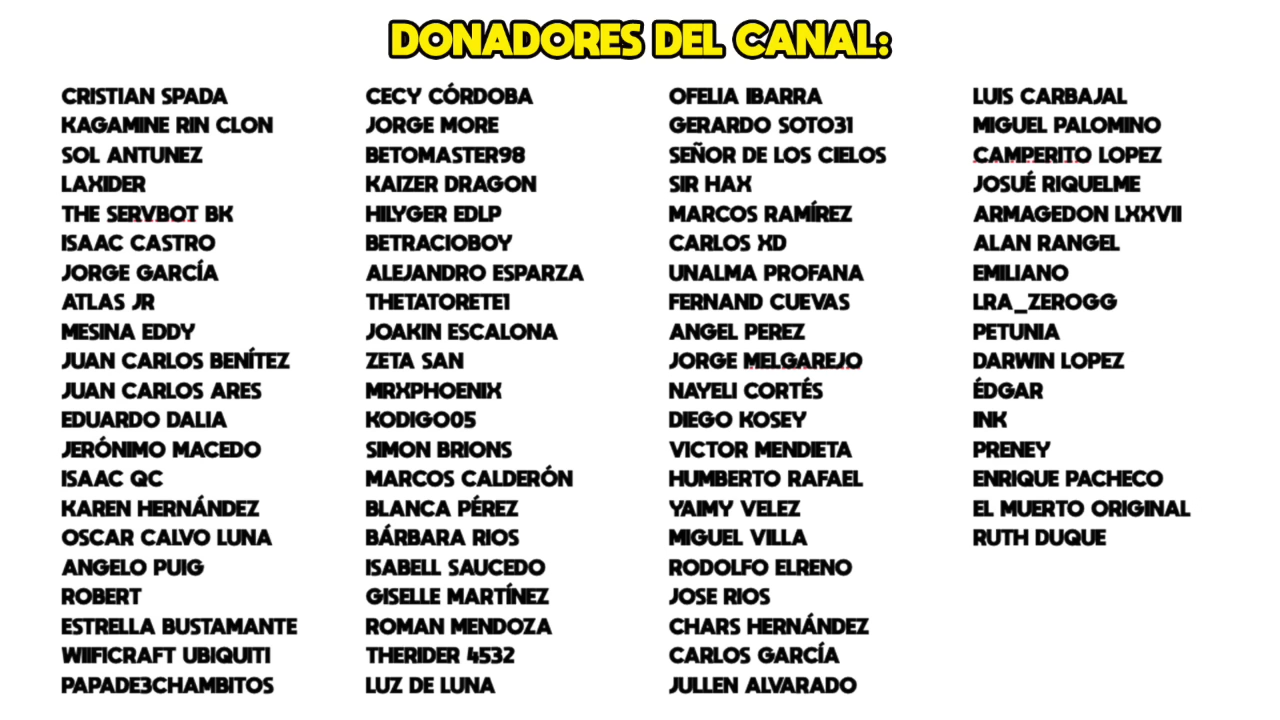 DONADORES DEL CANAL:
CRISTIAN SPADA
KAGAMINE RIN CLON
SOL ANTUNEZ
LAXIDER
THE SERVBOT BK
ISAAC CASTRO
JORGE GARCÍA
ATLAS JR
MESINA EDDY
JUAN CARLOS BENÍTEZ
JUAN CARLOS ARES
EDUARDO DALIA
JERÓNIMO MACEDO
ISAAC QC
KAREN HERNÁNDEZ
OSCAR CALVO LUNA
ANGELO PUIG
ROBERT
ESTRELLA BUSTAMANTE
WIIFICRAFT UBIQUITI
PAPADE3CHAMBITOS
CECY CÓRDOBA
JORGE MORE
BETOMASTER98
KAIZER DRAGON
HILYGER EDLP
BETRACIOBOY
ALEJANDRO ESPARZA
THETATORETE1
JOAKIN ESCALONA
ZETA SAN
MRXPHOENIX
KODIGO05
SIMON BRIONS
MARCOS CALDERÓN
BLANCA PÉREZ
BÁRBARA RIOS
ISABELL SAUCEDO
GISELLE MARTÍNEZ
ROMAN MENDOZA
THERIDER 4532
LUZ DE LUNA
OFELIA IBARRA
GERARDO SOTO31
SEÑOR DE LOS CIELOS
SIR HAX
MARCOS RAMÍREZ
CARLOS XD
UNALMA PROFANA
FERNAND CUEVAS
ANGEL PEREZ
JORGE MELGAREJO
NAYELI CORTÉS
DIEGO KOSEY
VICTOR MENDIETA
HUMBERTO RAFAEL
YAIMY VELEZ
MIGUEL VILLA
RODOLFO ELRENO
JOSE RIOS
CHARS HERNÁNDEZ
CARLOS GARCÍA
JULLEN ALVARADO
LUIS CARBAJAL
MIGUEL PALOMINO
CAMPERITO LOPEZ
JOSUÉ RIQUELME
ARMAGEDON LXXVII
ALAN RANGEL
EMILIANO
LRA_ZEROGG
PETUNIA
DARWIN LOPEZ
ÉDGAR
INK
PRENEY
ENRIQUE PACHECO
EL MUERTO ORIGINAL
RUTH DUQUE